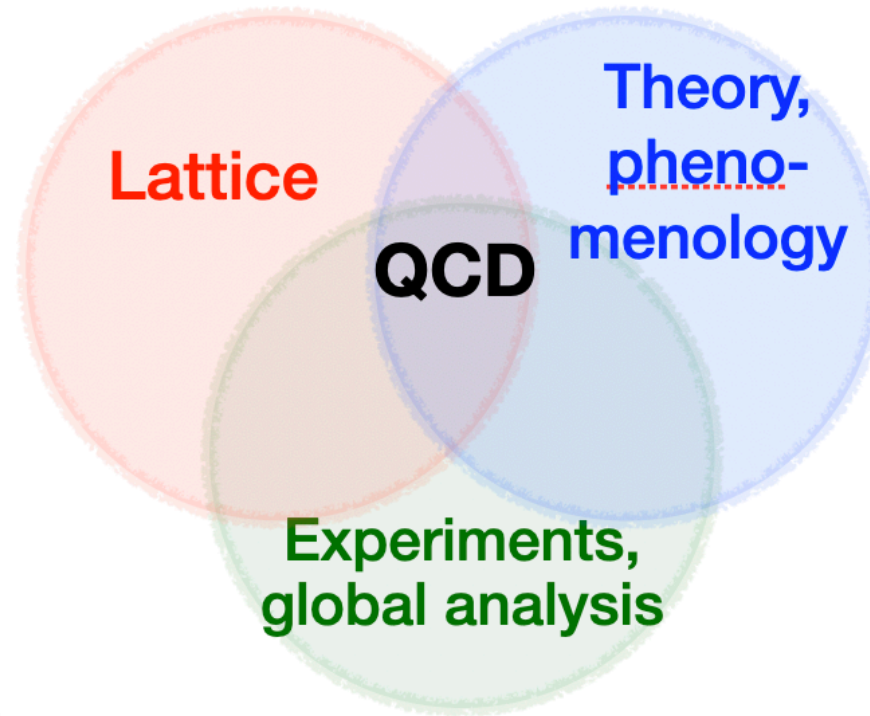 Lattice
Theory,
pheno-
menology
QCD
Experiments,
global analysis